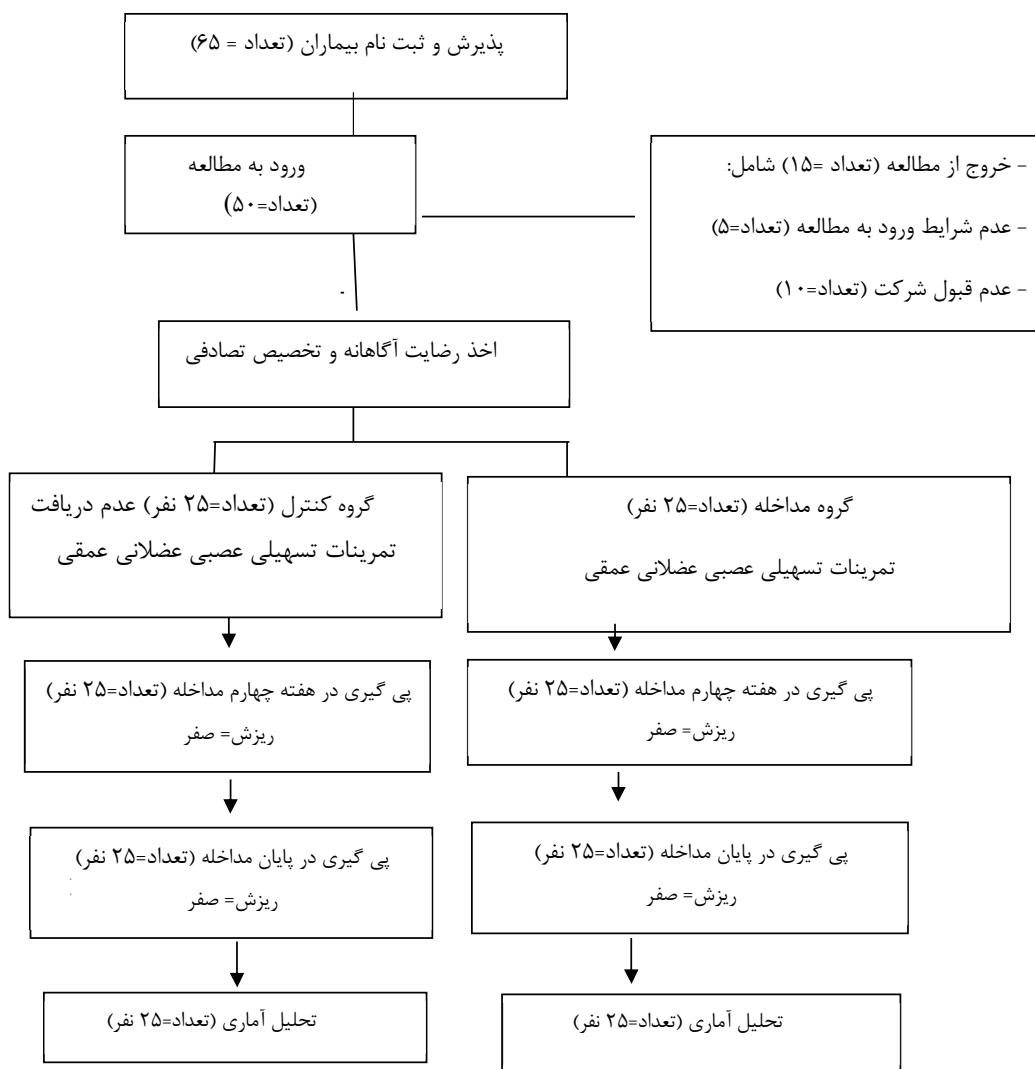 پذیرش و ثبت نام بیماران (تعداد = ۶۵)
ورود به مطالعه
(تعداد=۵۰)
- خروج از مطالعه (تعداد =۱۵) شامل:
- عدم شرایط ورود به مطالعه (تعداد=۵)
- عدم قبول شرکت (تعداد=۱۰)
اخذ رضایت آگاهانه و تخصیص تصادفی
گروه مداخله (تعداد=۲۵ نفر)
تمرینات تسهیلی عصبی عضلانی عمقی
گروه کنترل (تعداد=۲۵ نفر) عدم دریافت
تمرینات تسهیلی عصبی عضلانی عمقی
پی گیری در هفته چهارم مداخله (تعداد=۲۵ نفر)
ریزش= صفر
پی گیری در هفته چهارم مداخله (تعداد=۲۵ نفر)
ریزش= صفر
پی گیری در پایان مداخله (تعداد=۲۵ نفر)
ریزش= صفر
پی گیری در پایان مداخله (تعداد=۲۵ نفر)
ریزش= صفر
تحلیل آماری (تعداد=۲۵ نفر)
تحلیل آماری (تعداد=۲۵ نفر)